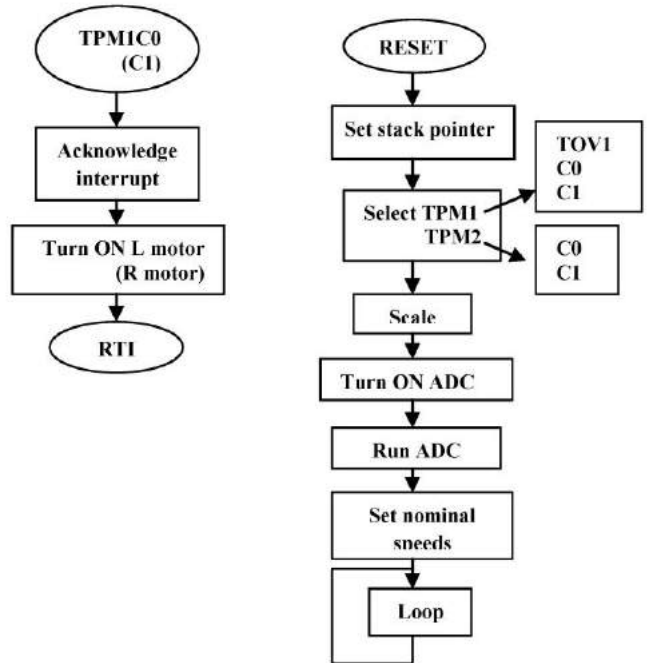 TPM1C0
(C1)
Acknowledge
interrupt
Turn ON L motor
(R motor)
RTI
RESET
Set stack pointer
Select TPM1
TPM2
TOV1
C0
C1
C0
C1
Scale
Turn ON ADC
Run ADC
Set nominal
speeds
Loop